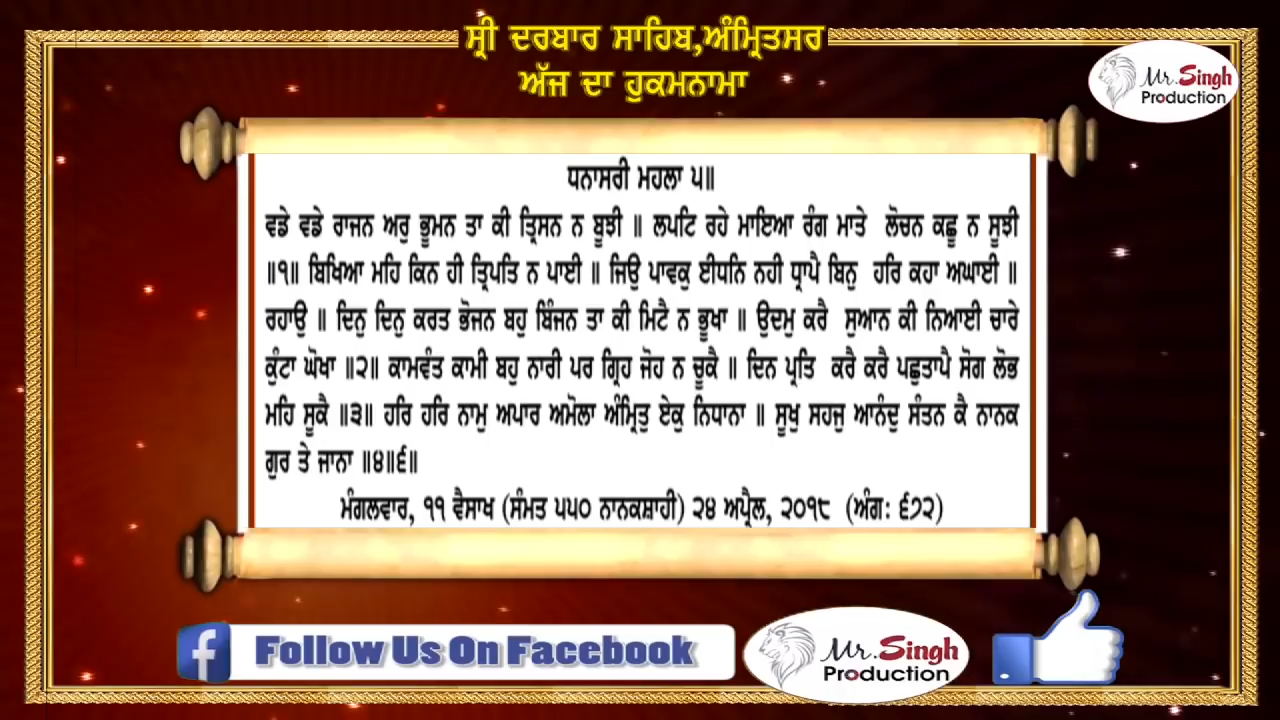 ਸ੍ਰੀ ਦਰਬਾਰ ਸਾਹਿਬ,ਅੰਮ੍ਰਿਤਸਰ
ਅੱਜ ਦਾ ਹੁਕਮਨਾਮਾ
Mr.Singh
Production
ਧਨਾਸਰੀ ਮਹਲਾ ੫॥
ਵਡੇ ਵਡੇ ਰਾਜਨ ਅਰੁ ਭੂਮਨ ਤਾ ਕੀ ਤ੍ਰਿਸਨ ਨ ਬੂਝੀ ॥ ਲਪਟਿ ਰਹੇ ਮਾਇਆ ਰੰਗ ਮਾਤੇ ਲੋਚਨ ਕਛੂ ਨ ਸੂਝੀ
॥੧॥ ਬਿਖਿਆ ਮਹਿ ਕਿਨ ਹੀ ਤ੍ਰਿਪਤਿ ਨ ਪਾਈ ॥ ਜਿਉ ਪਾਵਕੁ ਈਧਨਿ ਨਹੀ ਧ੍ਰਾਪੈ ਬਿਨੁ ਹਰਿ ਕਹਾ ਅਘਾਈ ॥
ਰਹਾਉ ॥ ਦਿਨੁ ਦਿਨੁ ਕਰਤ ਭੋਜਨ ਬਹੁ ਬਿੰਜਨ ਤਾ ਕੀ ਮਿਟੈ ਨ ਭੂਖਾ ॥ ਉਦਮੁ ਕਰੈ ਸੁਆਨ ਕੀ ਨਿਆਈ ਚਾਰੇ
ਕੁੰਟਾ ਘੋਖਾ ॥੨॥ ਕਾਮਵੰਤ ਕਾਮੀ ਬਹੁ ਨਾਰੀ ਪਰ ਗ੍ਰਿਹ ਜੋਹ ਨ ਚੂਕੈ ॥ ਦਿਨ ਪ੍ਰਤਿ ਕਰੈ ਕਰੈ ਪਛੁਤਾਪੈ ਸੋਗ ਲੋਭ
ਮਹਿ ਸੂਕੈ ॥੩॥ ਹਰਿ ਹਰਿ ਨਾਮੁ ਅਪਾਰ ਅਮੋਲਾ ਅੰਮ੍ਰਿਤੁ ਏਕੁ ਨਿਧਾਨਾ ॥ ਸੂਖੁ ਸਹਜੁ ਆਨੰਦੁ ਸੰਤਨ ਕੈ ਨਾਨਕ
ਗੁਰ ਤੇ ਜਾਨਾ ॥੪॥੬॥
ਮੰਗਲਵਾਰ, ੧੧ ਵੈਸਾਖ (ਸੰਮਤ ੫੫੦ ਨਾਨਕਸ਼ਾਹੀ) ੨੪ ਅਪ੍ਰੈਲ, ੨੦੧੮ (ਅੰਗ: ੬੭੨)
f Follow Us On Facebook
Mr.Singh
Production